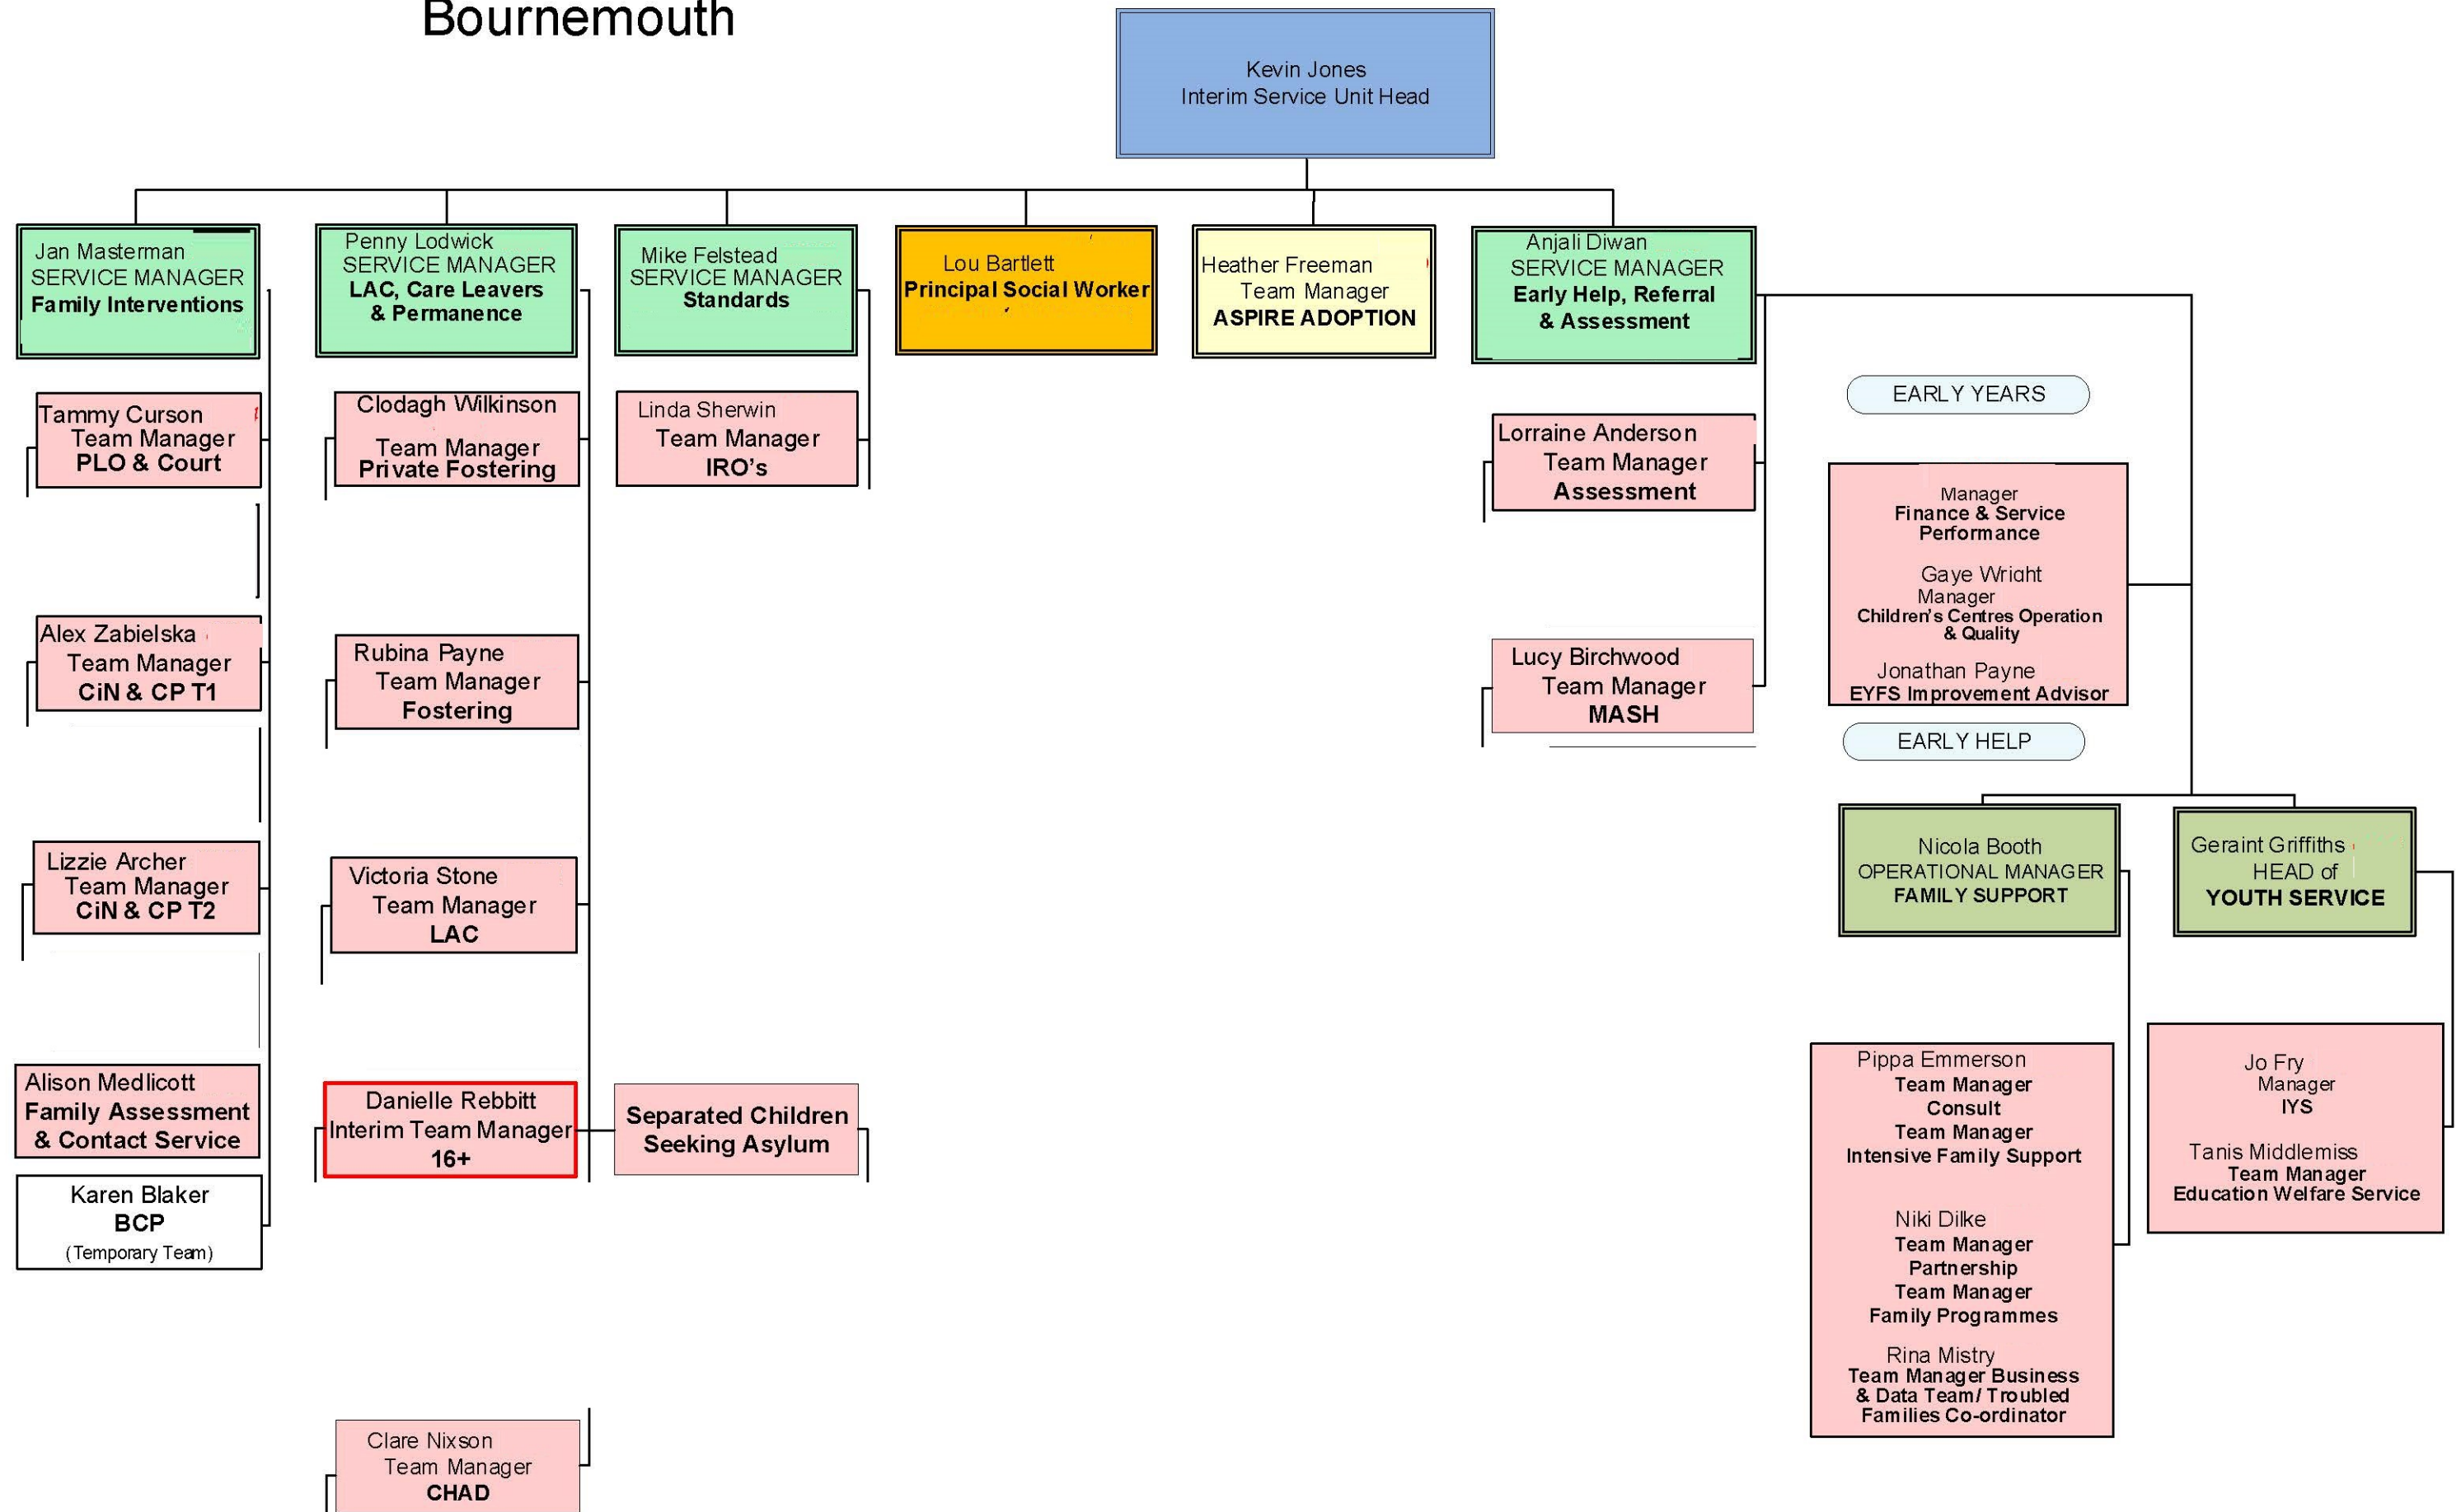 Bournemouth
Kevin Jones
Interim Service Unit Head
Jan Masterman
SERVICE MANAGER
Family Interventions
Penny Lodwick
SERVICE MANAGER
LAC, Care Leavers
& Permanence
Mike Felstead
SERVICE MANAGER
Standards
Lou Bartlett
Principal Social Worker
Heather Freeman
Team Manager
ASPIRE ADOPTION
Anjali Diwan
SERVICE MANAGER
Early Help, Referral
& Assessment
Tammy Curson
Team Manager
PLO & Court
Alex Zabielska
Team Manager
CiN & CP T1
Lizzie Archer
Team Manager
CiN & CP T2
Alison Medlicott
Family Assessment
& Contact Service
Karen Blaker
BCP
(Temporary Team)
Clodagh Wilkinson
Team Manager
Private Fostering
Rubina Payne
Team Manager
Fostering
Victoria Stone
Team Manager
LAC
Danielle Rebbitt
Interim Team Manager
16+
Separated Children
Seeking Asylum
Clare Nixson
Team Manager
CHAD
Linda Sherwin
Team Manager
IRO's
Lorraine Anderson
Team Manager
Assessment
Lucy Birchwood
Team Manager
MASH
EARLY YEARS
Manager
Finance & Service
Performance
Gaye Wright
Manager
Children's Centres Operation
& Quality
Jonathan Payne
EYFS Improvement Advisor
EARLY HELP
Nicola Booth
OPERATIONAL MANAGER
FAMILY SUPPORT
Geraint Griffiths
HEAD of
YOUTH SERVICE
Pippa Emmerson
Team Manager
Consult
Team Manager
Intensive Family Support
Niki Dilke
Team Manager
Partnership
Team Manager
Family Programmes
Rina Mistry
Team Manager Business
& Data Team/ Troubled
Families Co-ordinator
Jo Fry
Manager
IYS
Tanis Middlemiss
Team Manager
Education Welfare Service